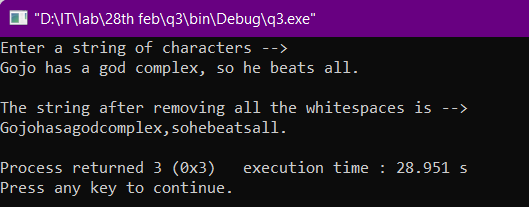 "D:\IT\lab\28th feb\q3\bin\Debug\q3.exe"
Enter a string of characters -->
Gojo has a god complex, so he beats all.
The string after removing all the whitespaces is -->
Gojohasagodcomplex,sohebeatsall.
Process returned 3 (0x3)   execution time : 28.951 s
Press any key to continue.